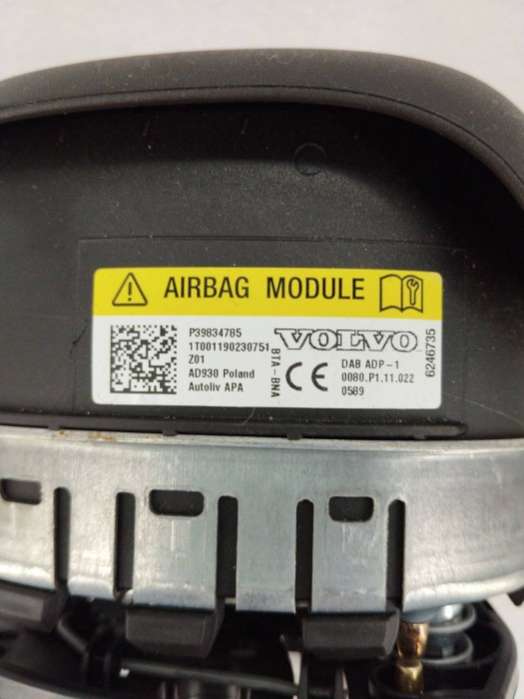 AIRBAG MODULE
P39834785
1T001190230751
Z01
AD930 Poland
Autoliv APA
8TA-BNA
VOLVO
CE
DAB ADP-1
0080.P1.11.022
0589
6246735